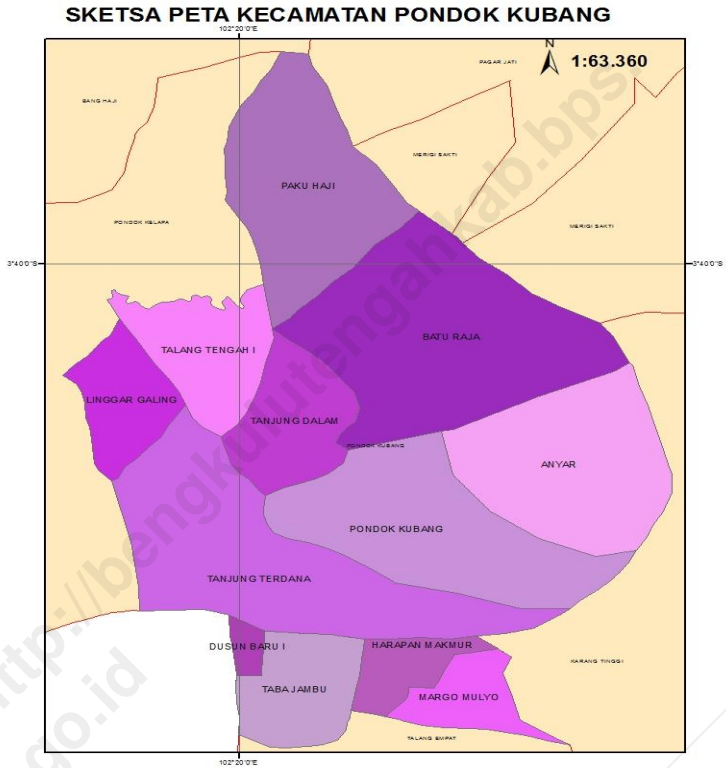 SKETSA PETA KECAMATAN PONDOK KUBANG
102°20'0"E
N
1:63.360
PAGAR JATI
BANG HAJI
MERIGI SAKTI
PAKU HAJI
PONDOK KELAPA
MERIGI SAKTI
3°40'0"S
3°40'0"S
BATU RAJA
TALANG TENGAH I
LINGGAR GALING
TANJUNG DALAM
PONDOK KUBANG
ANYAR
PONDOK KUBANG
TANJUNG TERDANA
DUSUN BARU I
HARAPAN MAKMUR
KARANG TINGGI
TABA JAMBU
MARGO MULYO
TALANG EMPAT
102°20'0"E
http://bengkulutengahkab.bps.
go.id